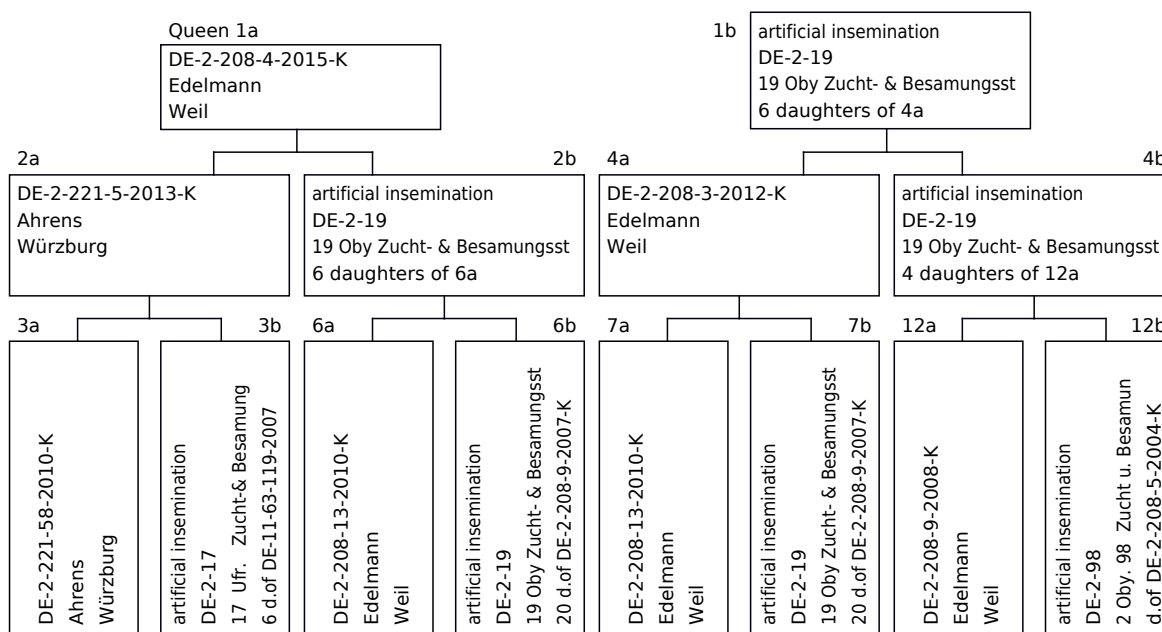 Queen 1a
DE-2-208-4-2015-K
Edelmann
Weil
1b
artificial insemination
DE-2-19
19 Oby Zucht- & Besamungsst
6 daughters of 4a
2a
DE-2-221-5-2013-K
Ahrens
Würzburg
2b
artificial insemination
DE-2-19
19 Oby Zucht- & Besamungsst
6 daughters of 6a
4a
DE-2-208-3-2012-K
Edelmann
Weil
4b
artificial insemination
DE-2-19
19 Oby Zucht- & Besamungsst
4 daughters of 12a
3a
DE-2-221-58-2010-K
Ahrens
Würzburg
3b
artificial insemination
DE-2-17
17 Ufr. Zucht-& Besamung
6 d.of DE-11-63-119-2007
6a
DE-2-208-13-2010-K
Edelmann
Weil
6b
artificial insemination
DE-2-19
19 Oby Zucht- & Besamungsst
20 d.of DE-2-208-9-2007-K
7a
DE-2-208-13-2010-K
Edelmann
Weil
7b
artificial insemination
DE-2-19
19 Oby Zucht- & Besamungsst
20 d.of DE-2-208-9-2007-K
12a
DE-2-208-9-2008-K
Edelmann
Weil
12b
artificial insemination
DE-2-98
2 Oby. 98 Zucht u. Besamun
d.of DE-2-208-5-2004-K